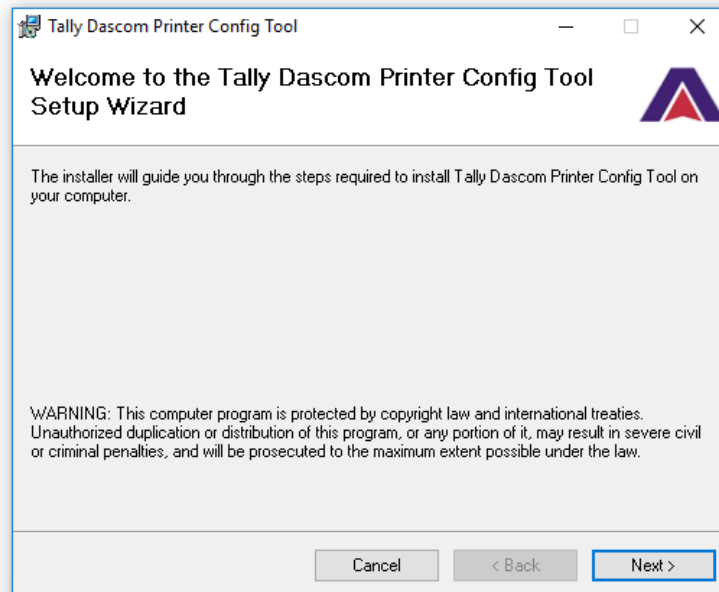 Tally Dascom Printer Config Tool
Welcome to the Tally Dascom Printer Config Tool
Setup Wizard
The installer will guide you through the steps required to install Tally Dascom Printer Config Tool on
your computer.
WARNING: This computer program is protected by copyright law and international treaties.
Unauthorized duplication or distribution of this program, or any portion of it, may result in severe civil
or criminal penalties, and will be prosecuted to the maximum extent possible under the law.
Cancel
< Back
Next >